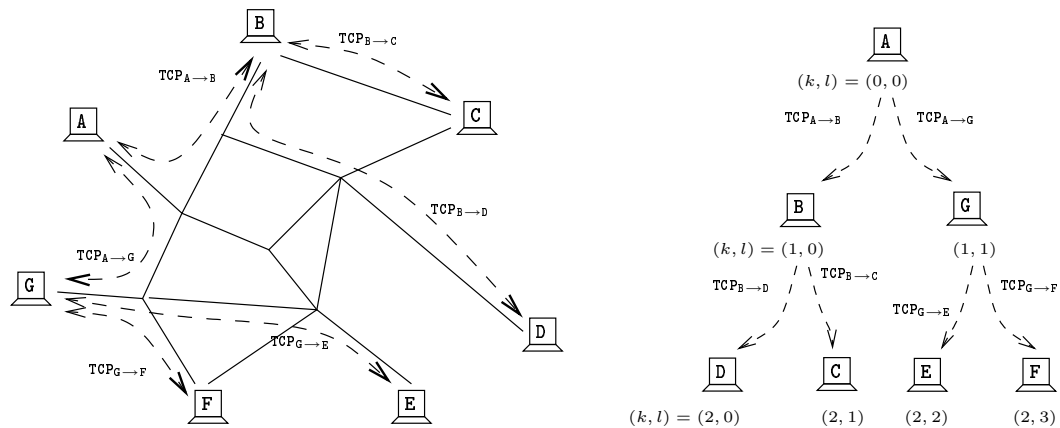 B
TCP_{B→C}
TCP_{A→B}
C
A
TCP_{B→D}
TCP_{A→G}
G
D
TCP_{G→E}
TCP_{G→F}
F
E
A
(k, l) = (0, 0)
TCP_{A→B} TCP_{A→G}
B G
(k, l) = (1, 0) (1, 1)
TCP_{B→D} TCP_{B→C} TCP_{G→E} TCP_{G→F}
D C E F
(k, l) = (2, 0) (2, 1) (2, 2) (2, 3)